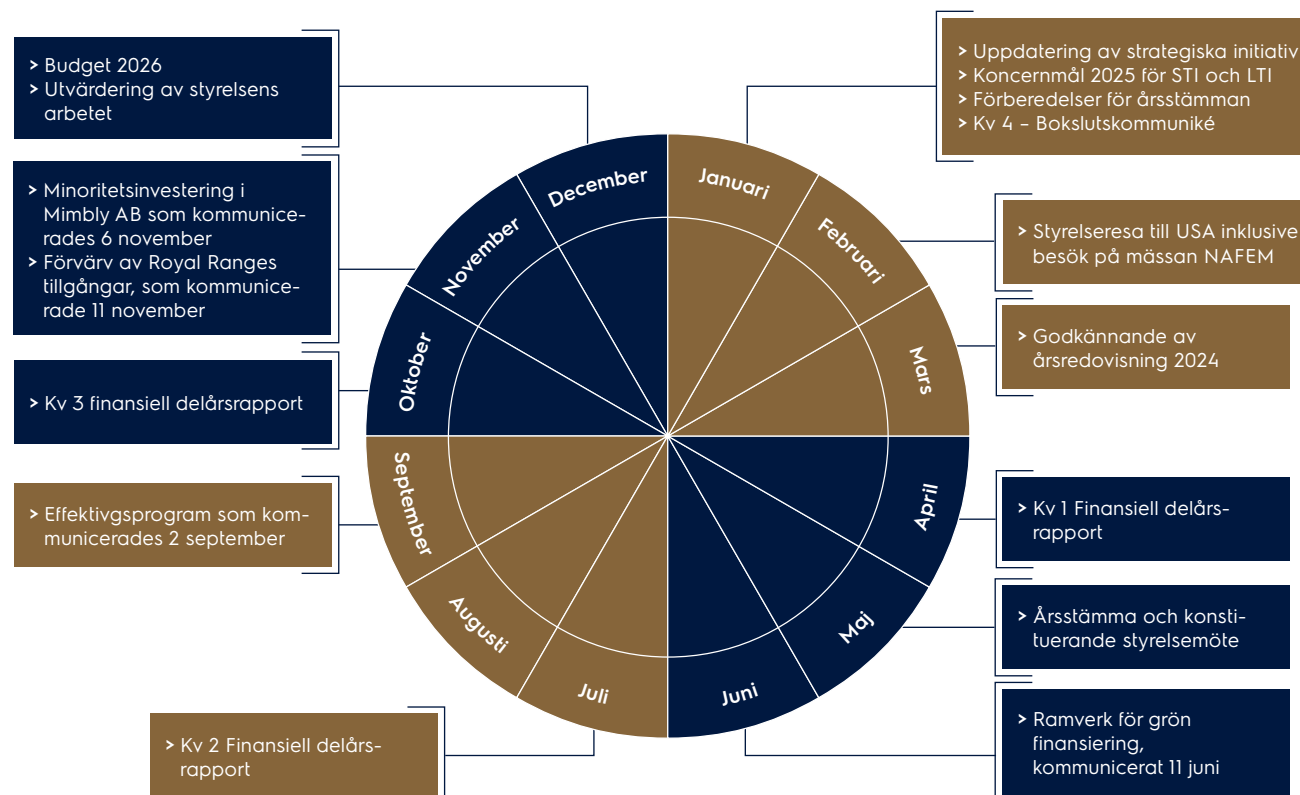 > Budget 2026
> Utvärdering av styrelsens
arbetet
> Minoritetsinvestering i
Mimbly AB som kommunice-
rades 6 november
> Förvärv av Royal Ranges
tillgångar, som kommunice-
rade 11 november
> Kv 3 finansiell delårsrapport
> Effektivgsprogram som kom-
municerades 2 september
> Kv 2 Finansiell delårs-
rapport
Januari
Februari
Mars
April
Maj
Juni
Juli
Augusti
September
Oktober
November
December
> Uppdatering av strategiska initiativ
> Koncernmål 2025 för STI och LTI
> Förberedelser för årsstämman
> Kv 4 – Bokslutskommuniké
> Styrelseresa till USA inklusive
besök på mässan NAFEM
> Godkännande av
årsredovisning 2024
> Kv 1 Finansiell delårs-
rapport
> Årsstämma och konsti-
tuerande styrelsemöte
> Ramverk för grön
finansiering,
kommunicerat 11 juni